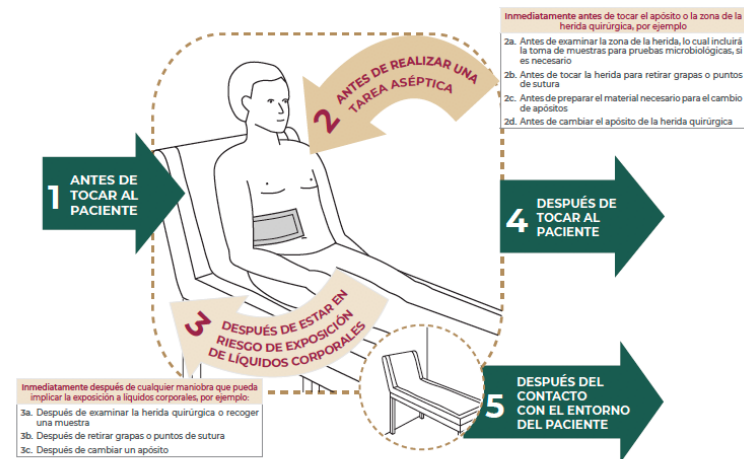 1 ANTES DE
TOCAR AL
PACIENTE
2 ANTES DE REALIZAR UNA
TAREA ASÉPTICA
Inmediatamente antes de tocar el apósito o la zona de la
herida quirúrgica, por ejemplo
2a. Antes de examinar la zona de la herida, lo cual incluirá
la toma de muestras para pruebas microbiológicas, si
es necesario
2b. Antes de tocar la herida para retirar grapas o puntos
de sutura
2c. Antes de preparar el material necesario para el cambio
de apósitos
2d. Antes de cambiar el apósito de la herida quirúrgica
3 DESPUÉS DE ESTAR EN
RIESGO DE EXPOSICIÓN
DE LÍQUIDOS CORPORALES
Inmediatamente después de cualquier maniobra que pueda
implicar la exposición a líquidos corporales, por ejemplo:
3a. Después de examinar la herida quirúrgica o recoger
una muestra
3b. Después de retirar grapas o puntos de sutura
3c. Después de cambiar un apósito
4 DESPUÉS DE
TOCAR AL
PACIENTE
5 DESPUÉS DEL
CONTACTO
CON EL ENTORNO
DEL PACIENTE